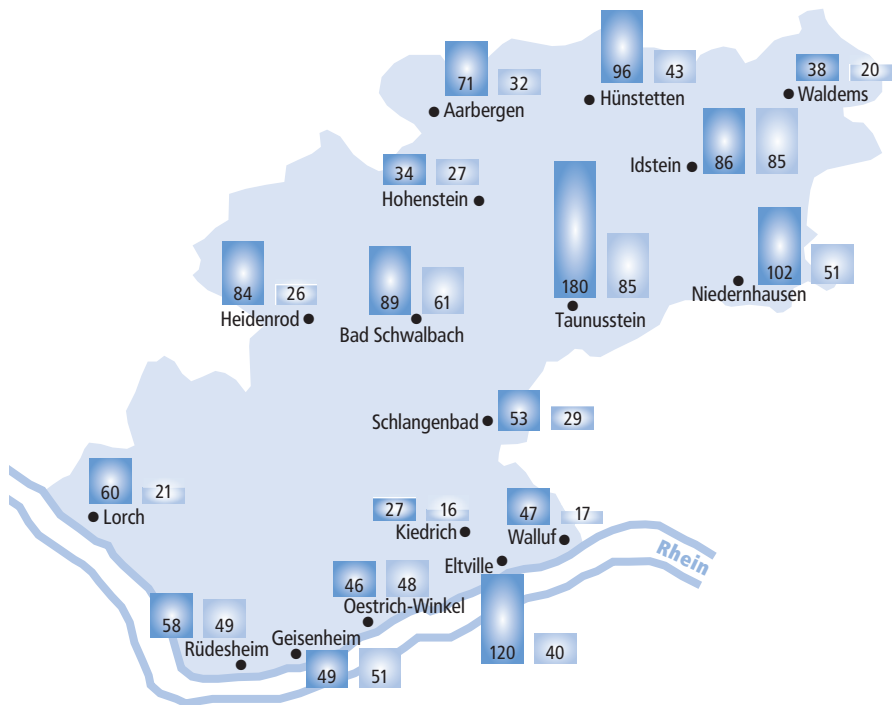 96
43
38
20
71
32
Hünstetten
Waldems
Aarbergen
Idstein
86
85
34
27
Hohenstein
180
85
102
51
Niedernhausen
84
26
89
61
Taunusstein
Heidenrod
Bad Schwalbach
Schlangenbad
53
29
60
21
Lorch
27
16
47
17
Kiedrich
Walluf
Rhein
Eltville
46
48
Oestrich-Winkel
58
49
Geisenheim
Rüdesheim
120
40
49
51